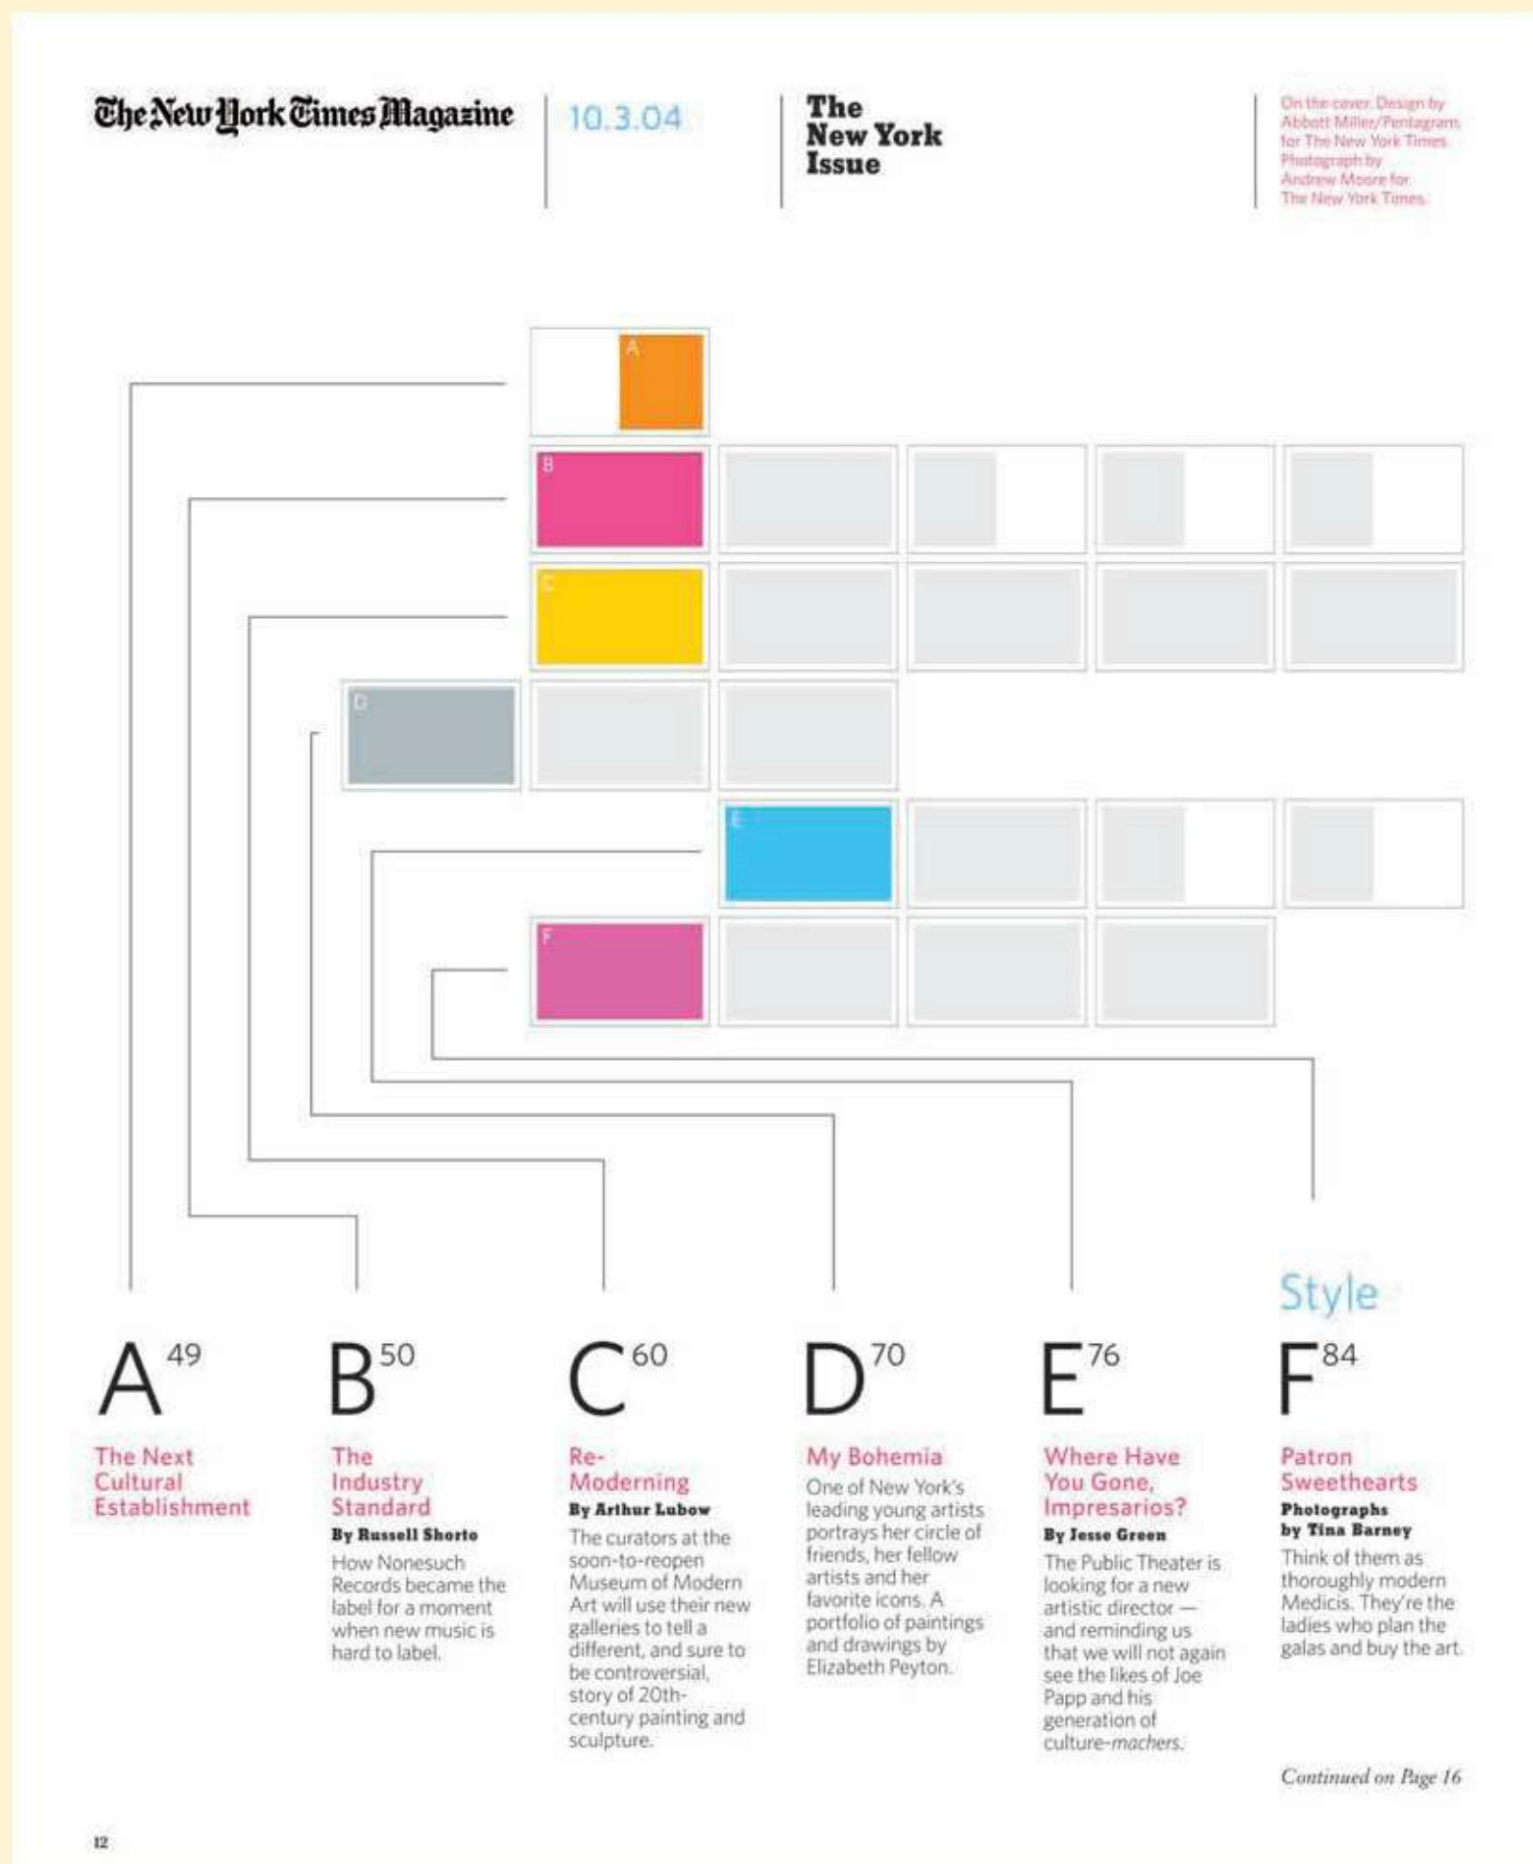 The New York Times Magazine
10.3.04
The
New York
Issue
On the cover. Design by
Abbott Miller/Pentagram
for The New York Times.
Photograph by
Andrew Moore for
The New York Times.
A
B
C
D
E
F
Style
A 49
The Next
Cultural
Establishment
B 50
The
Industry
Standard
By Russell Shorto
How Nonesuch
Records became the
label for a moment
when new music is
hard to label.
C 60
Re-
Moderning
By Arthur Lubow
The curators at the
soon-to-reopen
Museum of Modern
Art will use their new
galleries to tell a
different, and sure to
be controversial,
story of 20th-
century painting and
sculpture.
D 70
My Bohemia
One of New York's
leading young artists
portrays her circle of
friends, her fellow
artists and her
favorite icons. A
portfolio of paintings
and drawings by
Elizabeth Peyton.
E 76
Where Have
You Gone,
Impresarios?
By Jesse Green
The Public Theater is
looking for a new
artistic director —
and reminding us
that we will not again
see the likes of Joe
Papp and his
generation of
culture-machers.
F 84
Patron
Sweethearts
Photographs
by Tina Barney
Think of them as
thoroughly modern
Medicis. They're the
ladies who plan the
galas and buy the art.
Continued on Page 16
12